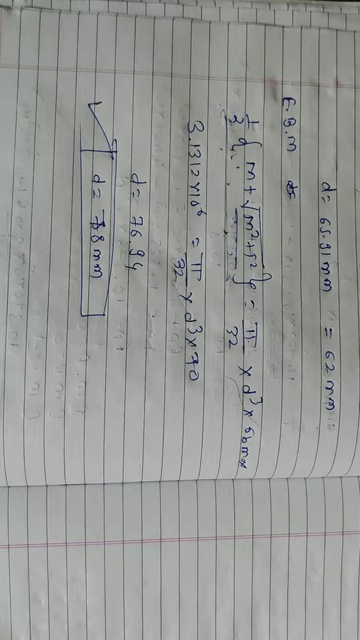 d = 65.91 mm = 62 mm =
E.B.m
1/2 { m + √m²+T² } = π/32 × d³ × σb max
3.1312×10⁶ = π/32 × d³ × 70
d = 76.94
d = 78 mm